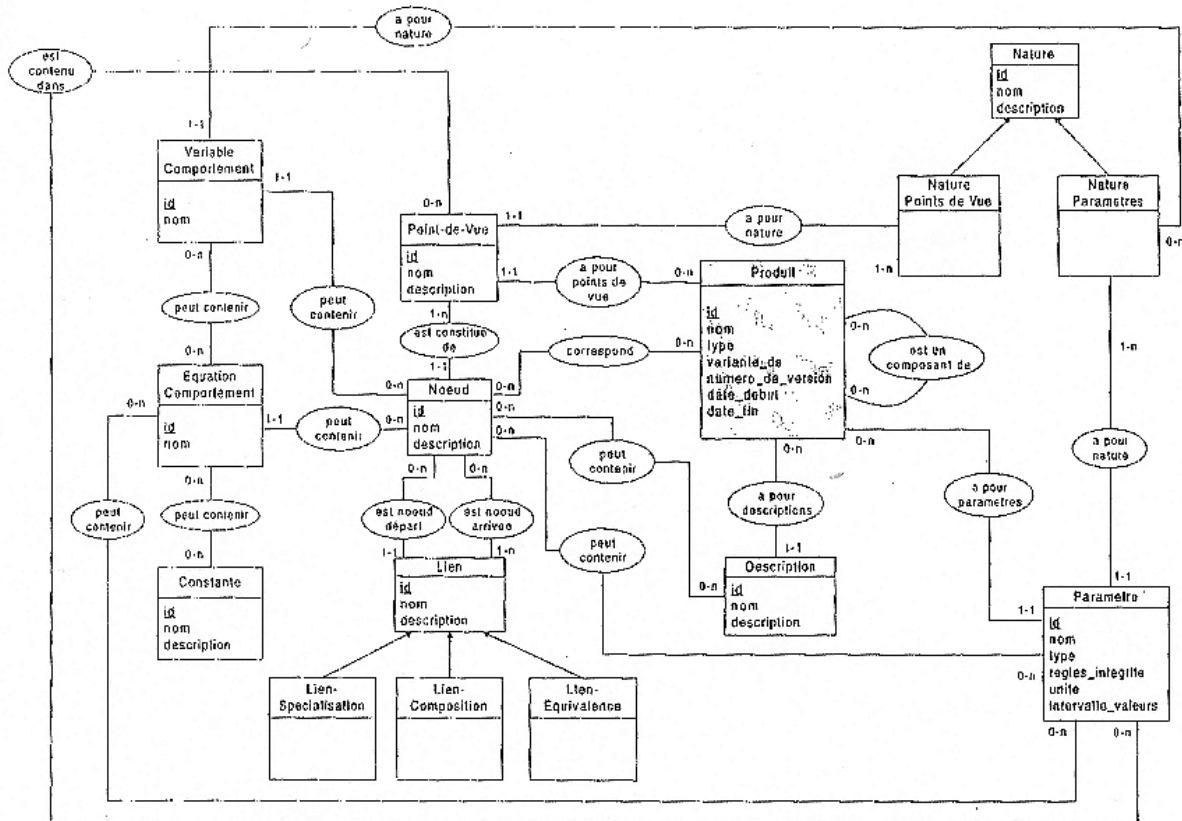 a pour
nature
est
contenu
dans
Nature
id
nom
description
1-1
Variable
Comportement
id
nom
1-1
0-n
Nature
Points de Vue
Nature
Parametres
0-n
Point-de-Vue
id
nom
description
1-1
a pour
nature
1-n
0-n
1-1
a pour
points de
vue
0-n
Produit
id
nom
type
variante_de
numero_de_version
date_debut
date_fin
0-n
est un
composant de
0-n
peut contenir
peut
contenir
1-n
est constitue
de
1-1
correspond
0-n
0-n
1-n
0-n
Equation
Comportement
id
nom
0-n
1-1
peut
contenir
0-n
0-n
Noeud
id
nom
description
0-n
0-n
peut
contenir
0-n
0-n
a pour
nature
0-n
0-n
0-n
peut
contenir
peut contenir
est noeud
départ
est noeud
arrivee
a pour
descriptions
a pour
parametres
peut
contenir
0-n
1-1
1-n
1-1
1-1
Constante
id
nom
description
Lien
id
nom
description
0-n
Description
id
nom
description
1-1
Parametre
id
nom
type
regles_integrite
unite
intervalle_valeurs
0-n
Lien-
Specialisation
Lien-
Composition
Lien-
Equivalence
0-n
0-n